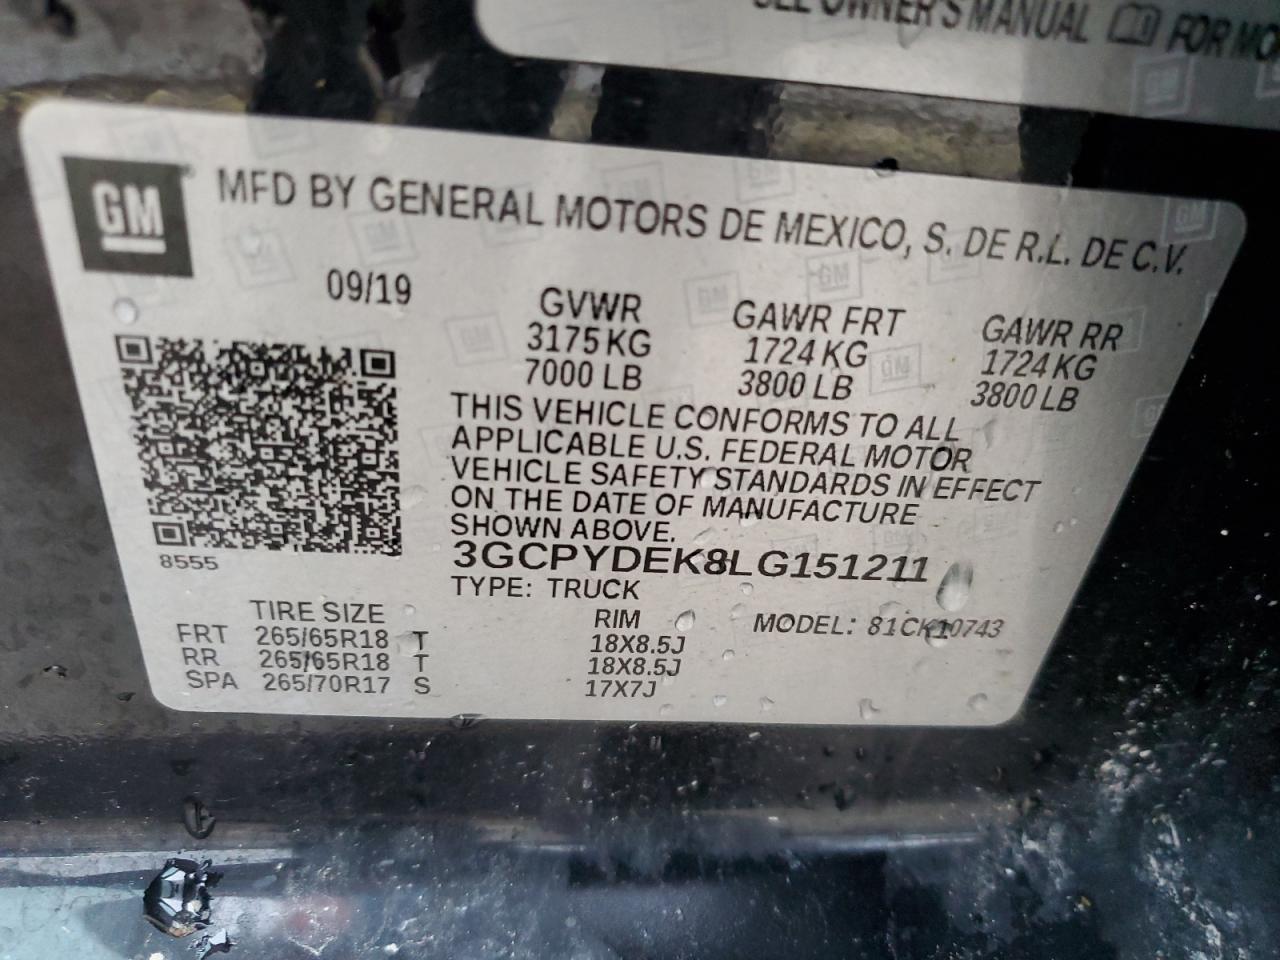 SEE OWNER'S MANUAL FOR MO
GM
MFD BY GENERAL MOTORS DE MEXICO, S. DE R.L. DE C.V.
09/19
GVWR GAWR FRT GAWR RR
3175 KG 1724 KG 1724 KG
7000 LB 3800 LB 3800 LB
THIS VEHICLE CONFORMS TO ALL
APPLICABLE U.S. FEDERAL MOTOR
VEHICLE SAFETY STANDARDS IN EFFECT
ON THE DATE OF MANUFACTURE
SHOWN ABOVE.
8555
3GCPYDEK8LG151211
TYPE: TRUCK
TIRE SIZE RIM MODEL: 81CK10743
FRT 265/65R18 T 18X8.5J
RR 265/65R18 T 18X8.5J
SPA 265/70R17 S 17X7J